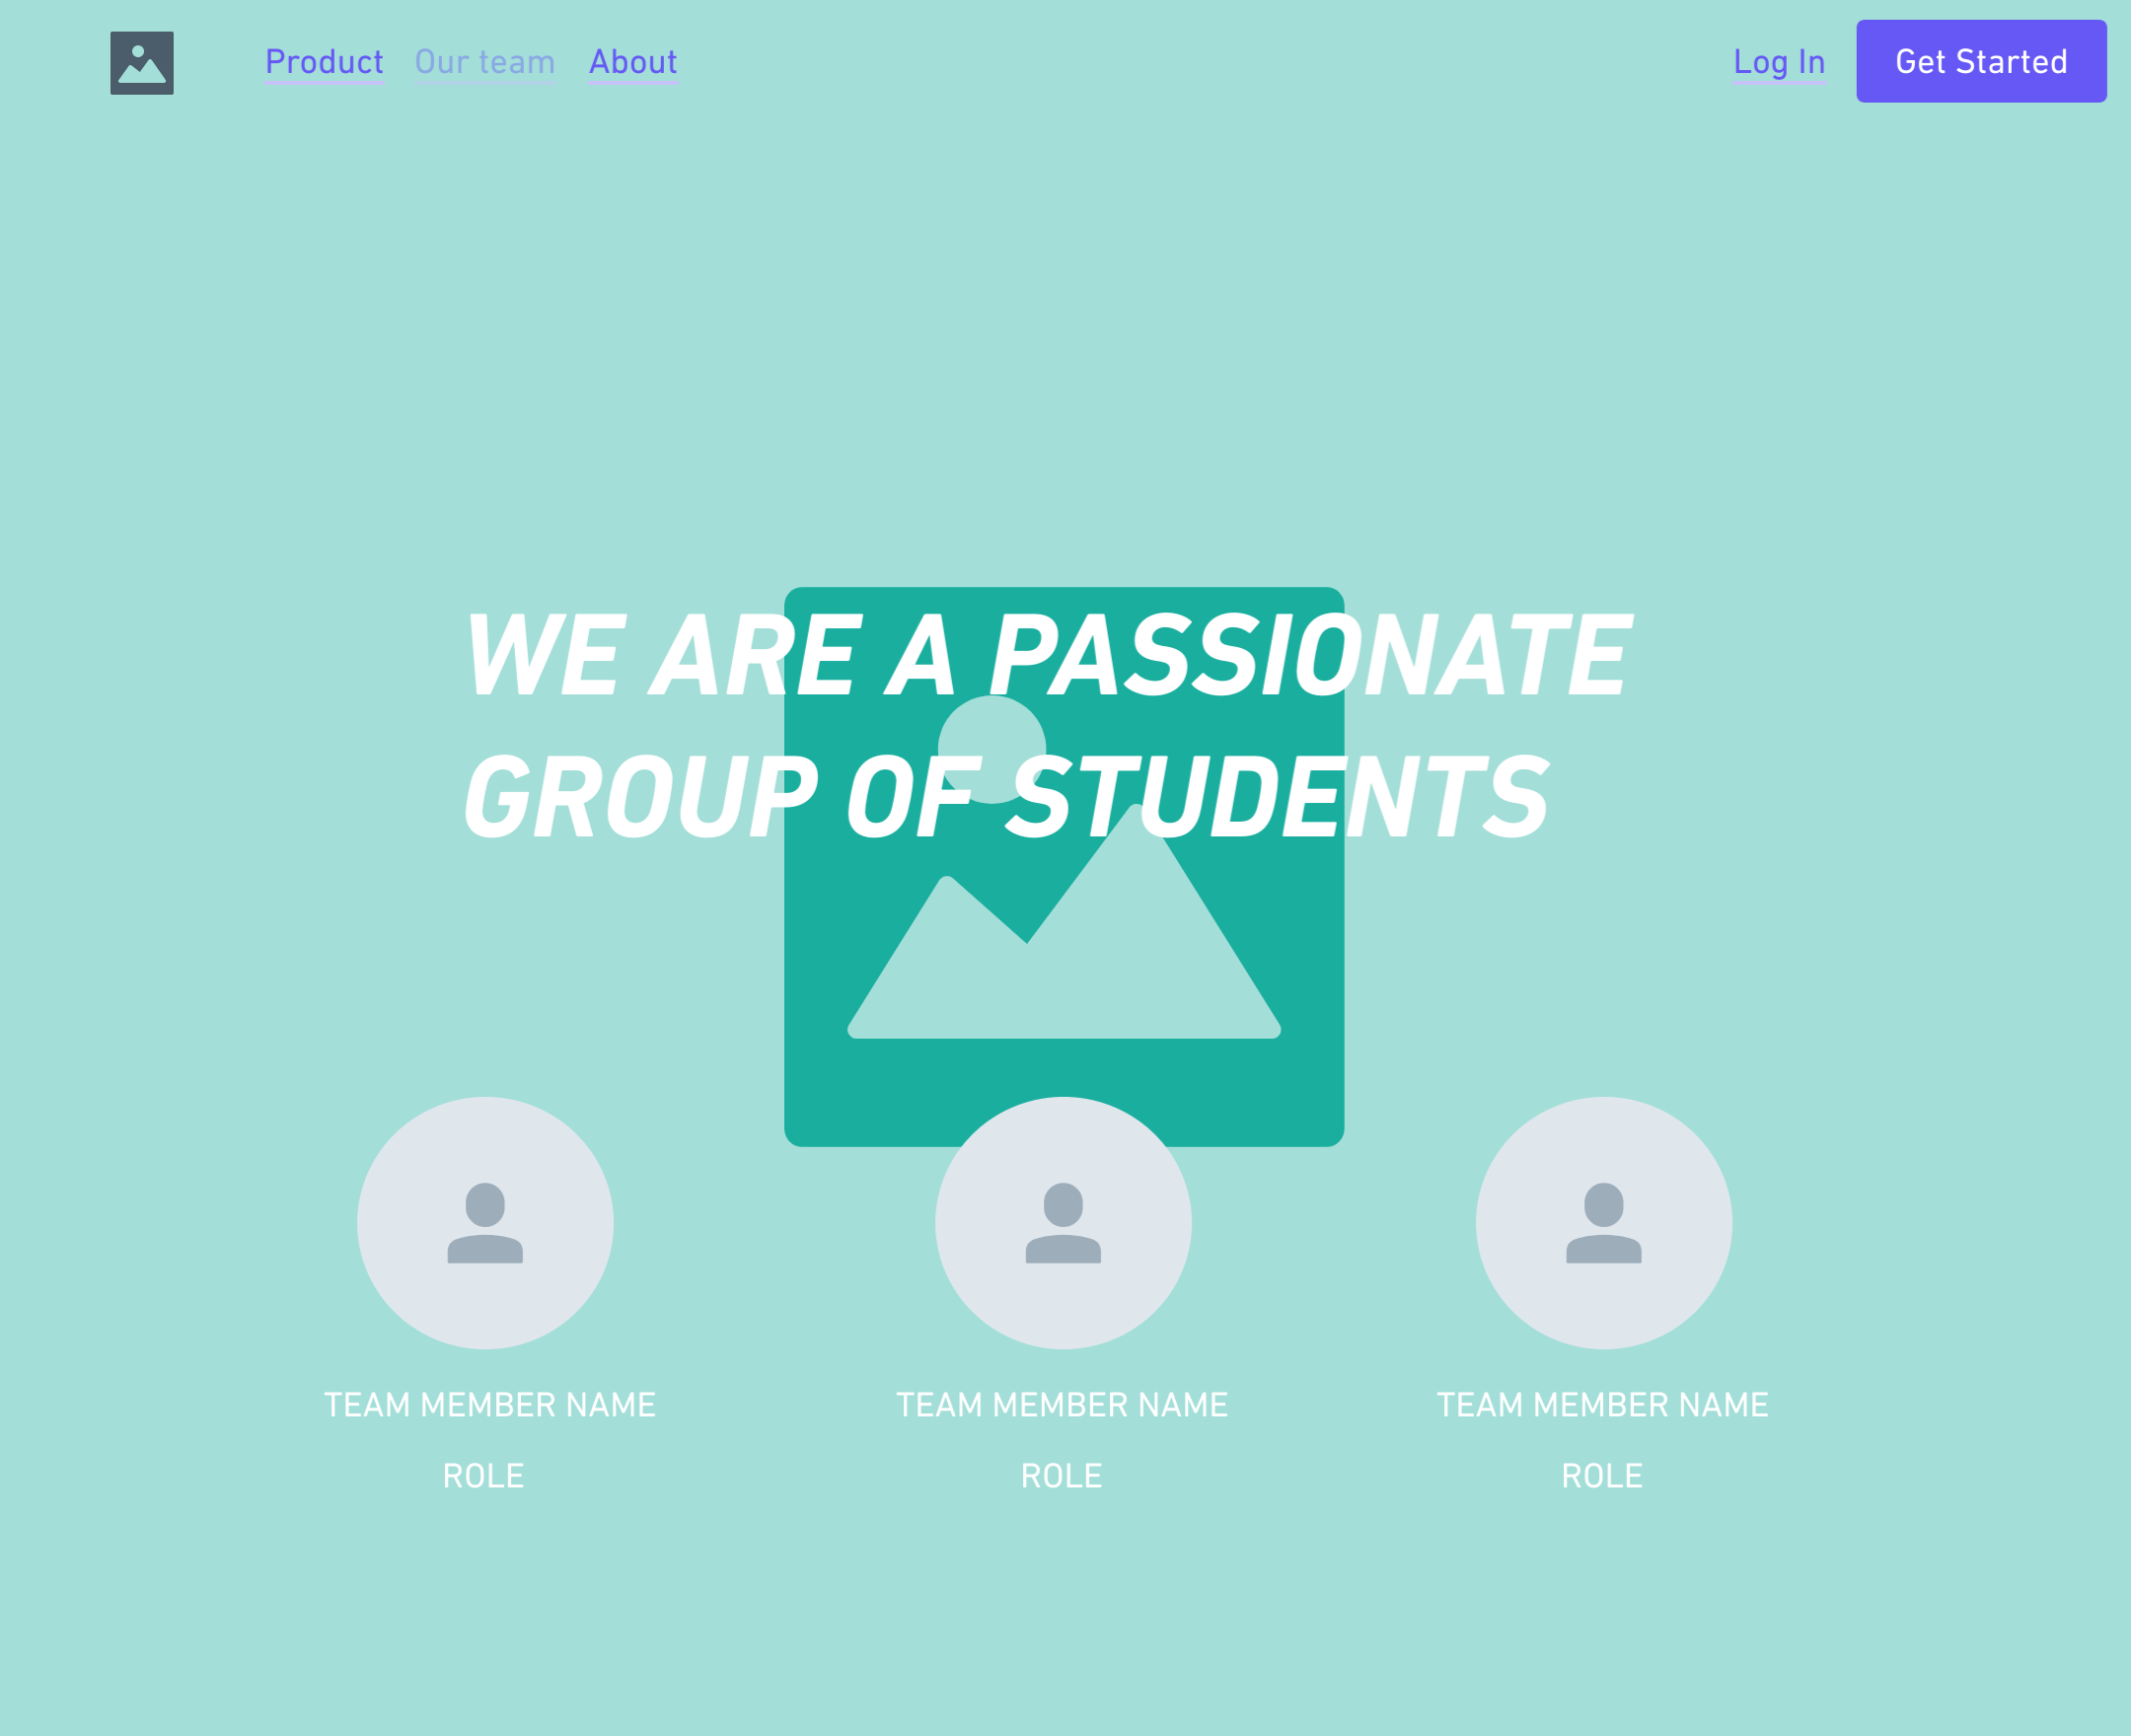 Product Our team About Log In Get Started
WE ARE A PASSIONATE
GROUP OF STUDENTS
TEAM MEMBER NAME TEAM MEMBER NAME TEAM MEMBER NAME
ROLE ROLE ROLE